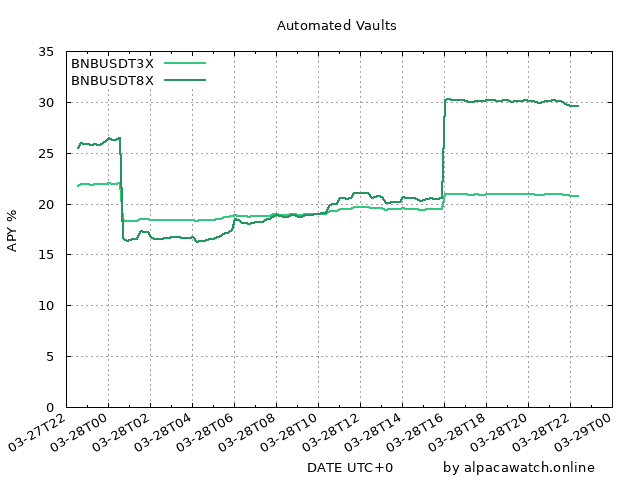 Automated Vaults
BNBUSDT3X
BNBUSDT8X
APY %
35
30
25
20
15
10
5
0
03-27T22
03-28T00
03-28T02
03-28T04
03-28T06
03-28T08
03-28T10
03-28T12
03-28T14
03-28T16
03-28T18
03-28T20
03-28T22
03-29T00
DATE UTC+0
by alpacawatch.online